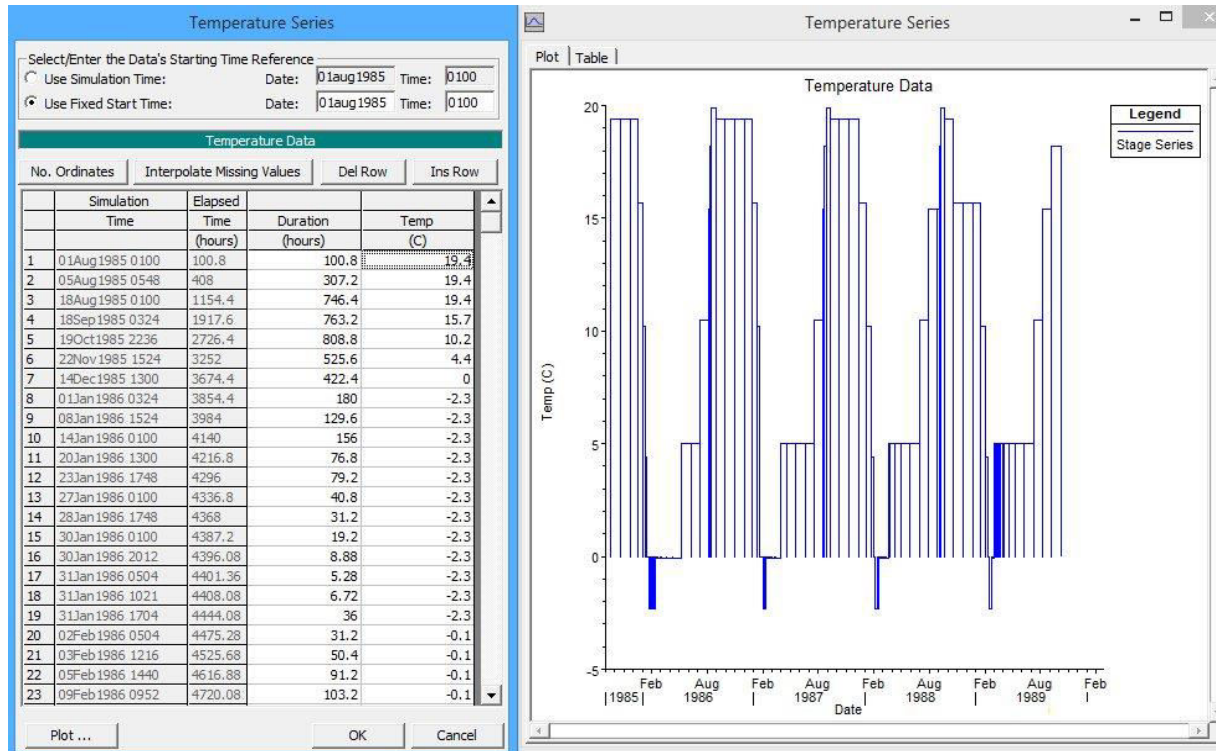 Temperature Series
Select/Enter the Data's Starting Time Reference
Use Simulation Time: Date: 01aug1985 Time: 0100
Use Fixed Start Time: Date: 01aug1985 Time: 0100
Temperature Data
No. Ordinates Interpolate Missing Values Del Row Ins Row
Simulation Elapsed
Time Time Duration Temp
(hours) (hours) (C)
1 01Aug1985 0100 100.8 100.8 19.4
2 05Aug1985 0548 408 307.2 19.4
3 18Aug1985 0100 1154.4 746.4 19.4
4 18Sep1985 0324 1917.6 763.2 15.7
5 19Oct1985 2236 2726.4 808.8 10.2
6 22Nov1985 1524 3252 525.6 4.4
7 14Dec1985 1300 3674.4 422.4 0
8 01Jan1986 0324 3854.4 180 -2.3
9 08Jan1986 1524 3984 129.6 -2.3
10 14Jan1986 0100 4140 156 -2.3
11 20Jan1986 1300 4216.8 76.8 -2.3
12 23Jan1986 1748 4296 79.2 -2.3
13 27Jan1986 0100 4336.8 40.8 -2.3
14 28Jan1986 1748 4368 31.2 -2.3
15 30Jan1986 0100 4387.2 19.2 -2.3
16 30Jan1986 2012 4396.08 8.88 -2.3
17 31Jan1986 0504 4401.36 5.28 -2.3
18 31Jan1986 1021 4408.08 6.72 -2.3
19 31Jan1986 1704 4444.08 36 -2.3
20 02Feb1986 0504 4475.28 31.2 -0.1
21 03Feb1986 1216 4525.68 50.4 -0.1
22 05Feb1986 1440 4616.88 91.2 -0.1
23 09Feb1986 0952 4720.08 103.2 -0.1
Plot ... OK Cancel
Temperature Series
Plot Table
Temperature Data
Legend
Stage Series
Temp (C)
20
15
10
5
0
-5
Feb Aug Feb Aug Feb Aug Feb Aug Feb
1985 1986 1987 1988 1989
Date